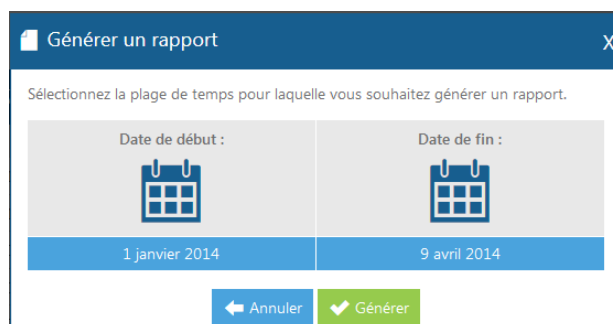 Générer un rapport
X
Sélectionnez la plage de temps pour laquelle vous souhaitez générer un rapport.
Date de début :
Date de fin :
1 janvier 2014
9 avril 2014
Annuler
Générer